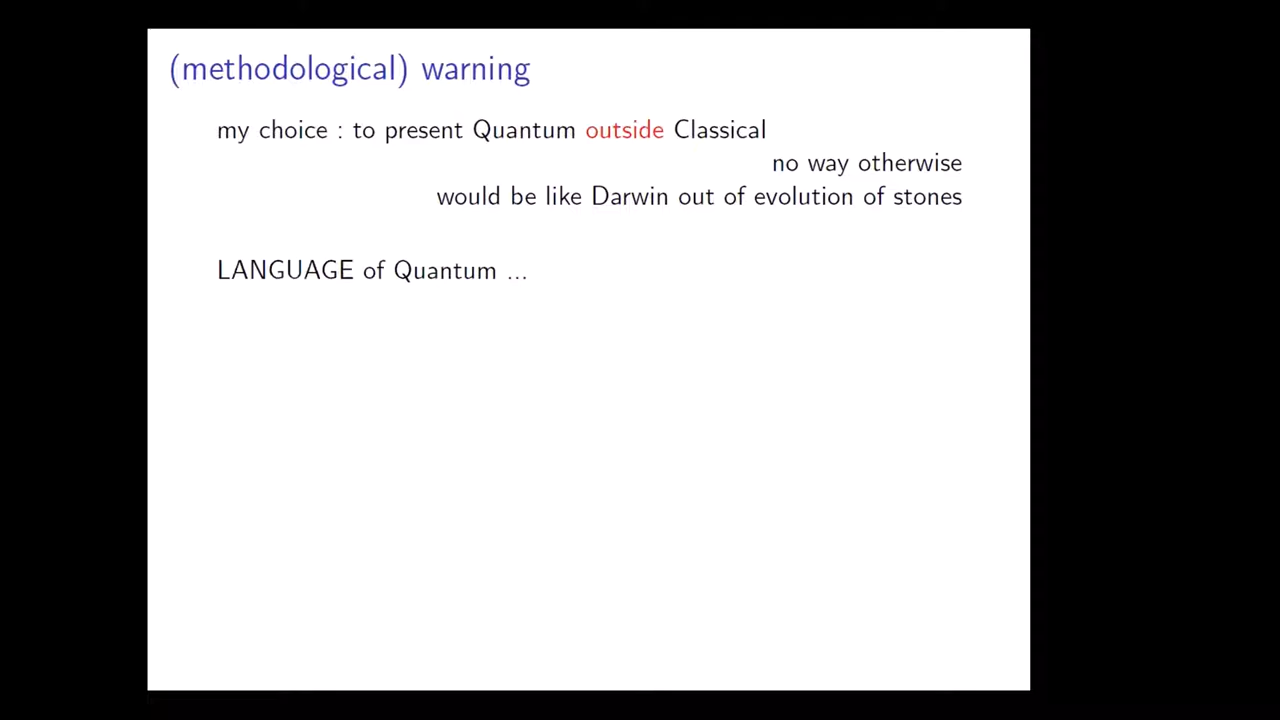 (methodological) warning
my choice : to present Quantum outside Classical
no way otherwise
would be like Darwin out of evolution of stones
LANGUAGE of Quantum ...